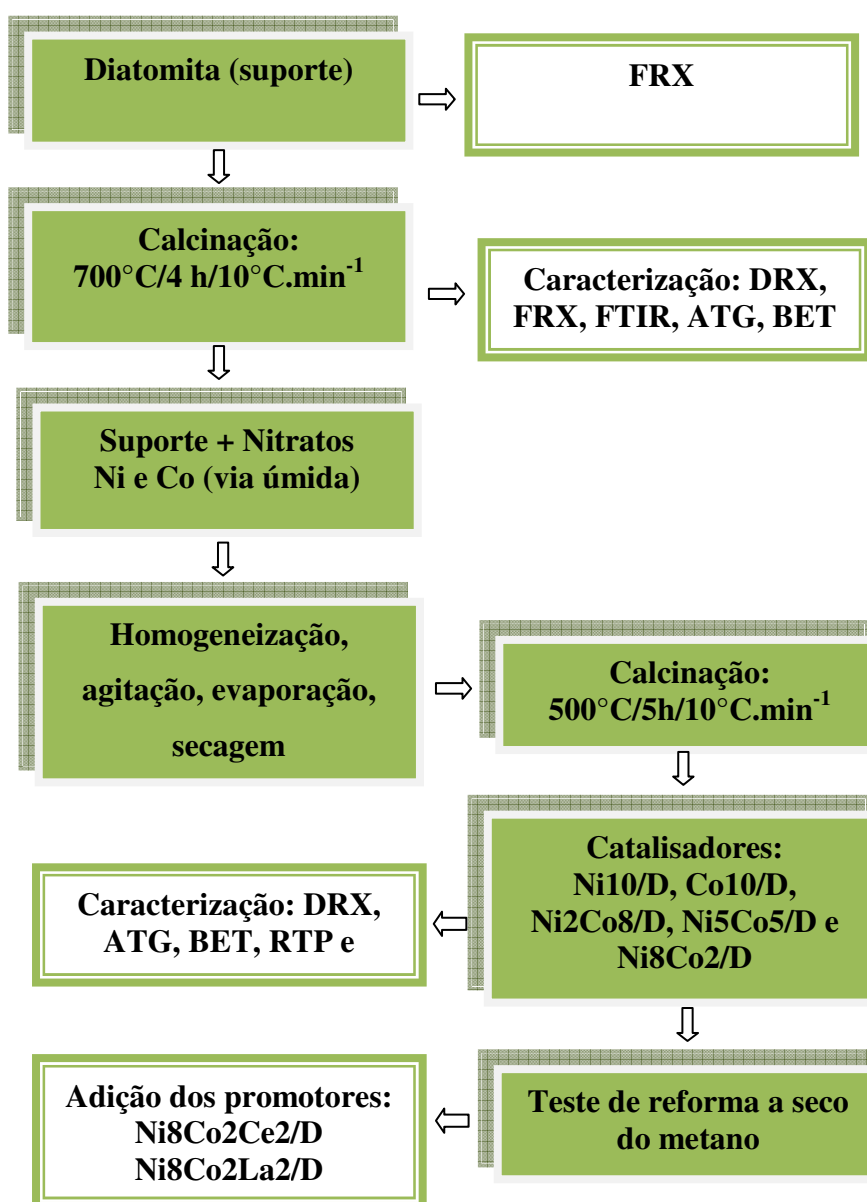 Diatomita (suporte)
FRX
Calcinação:
700°C/4 h/10°C.min⁻¹
Caracterização: DRX,
FRX, FTIR, ATG, BET
Suporte + Nitratos
Ni e Co (via úmida)
Homogeneização,
agitação, evaporação,
secagem
Calcinação:
500°C/5h/10°C.min⁻¹
Catalisadores:
Ni10/D, Co10/D,
Ni2Co8/D, Ni5Co5/D e
Ni8Co2/D
Caracterização: DRX,
ATG, BET, RTP e
Teste de reforma a seco
do metano
Adição dos promotores:
Ni8Co2Ce2/D
Ni8Co2La2/D